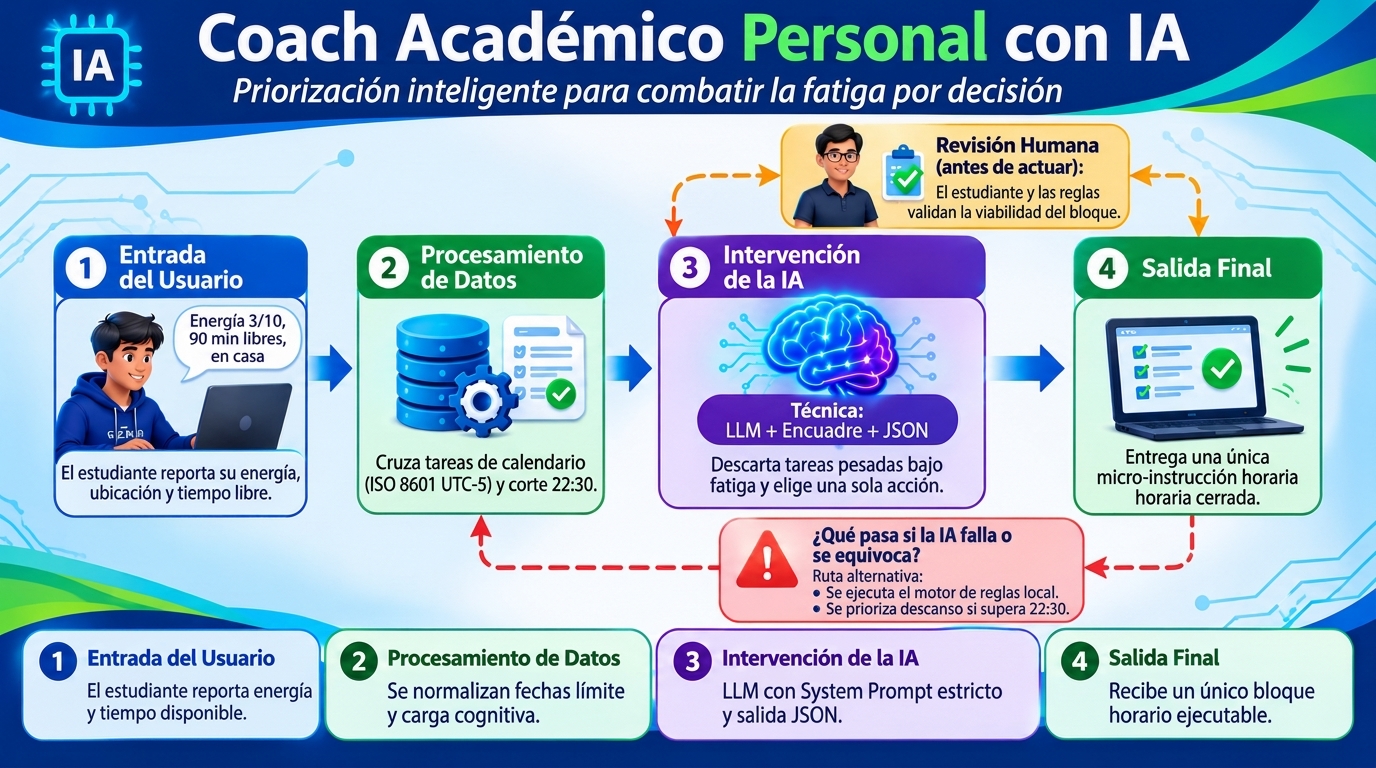 IA
Coach Académico Personal con IA
Priorización inteligente para combatir la fatiga por decisión
Revisión Humana
(antes de actuar):
El estudiante y las reglas
validan la viabilidad del bloque.
1 Entrada
del Usuario
Energía 3/10,
90 min libres,
en casa
El estudiante reporta su energía,
ubicación y tiempo libre.
2 Procesamiento
de Datos
Cruza tareas de calendario
(ISO 8601 UTC-5) y corte 22:30.
3 Intervención
de la IA
Técnica:
LLM + Encuadre + JSON
Descarta tareas pesadas bajo
fatiga y elige una sola acción.
4 Salida Final
Entrega una única
micro-instrucción horaria
horaria cerrada.
¿Qué pasa si la IA falla o
se equivoca?
Ruta alternativa:
• Se ejecuta el motor de reglas local.
• Se prioriza descanso si supera 22:30.
1 Entrada del Usuario
El estudiante reporta energía
y tiempo disponible.
2 Procesamiento de Datos
Se normalizan fechas límite
y carga cognitiva.
3 Intervención de la IA
LLM con System Prompt estricto
y salida JSON.
4 Salida Final
Recibe un único bloque
horario ejecutable.